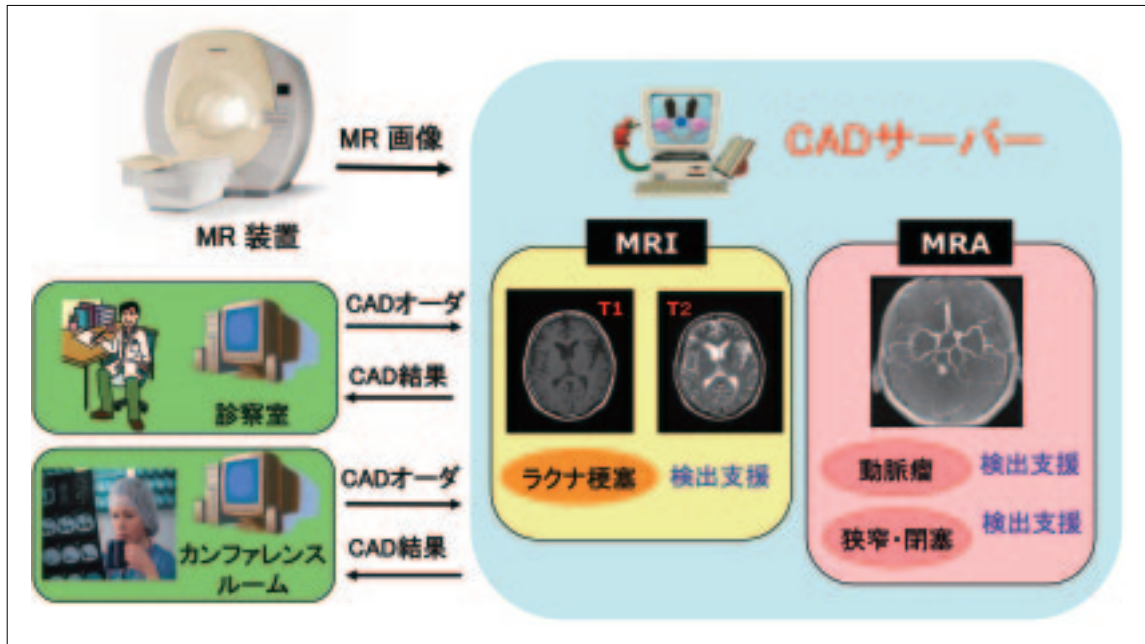 MR 画像
CADサーバー
MR 装置
MRI
MRA
T1
T2
CADオーダ
CAD結果
診察室
CADオーダ
CAD結果
カンファレンス
ルーム
ラクナ梗塞
検出支援
動脈瘤
検出支援
狭窄・閉塞
検出支援